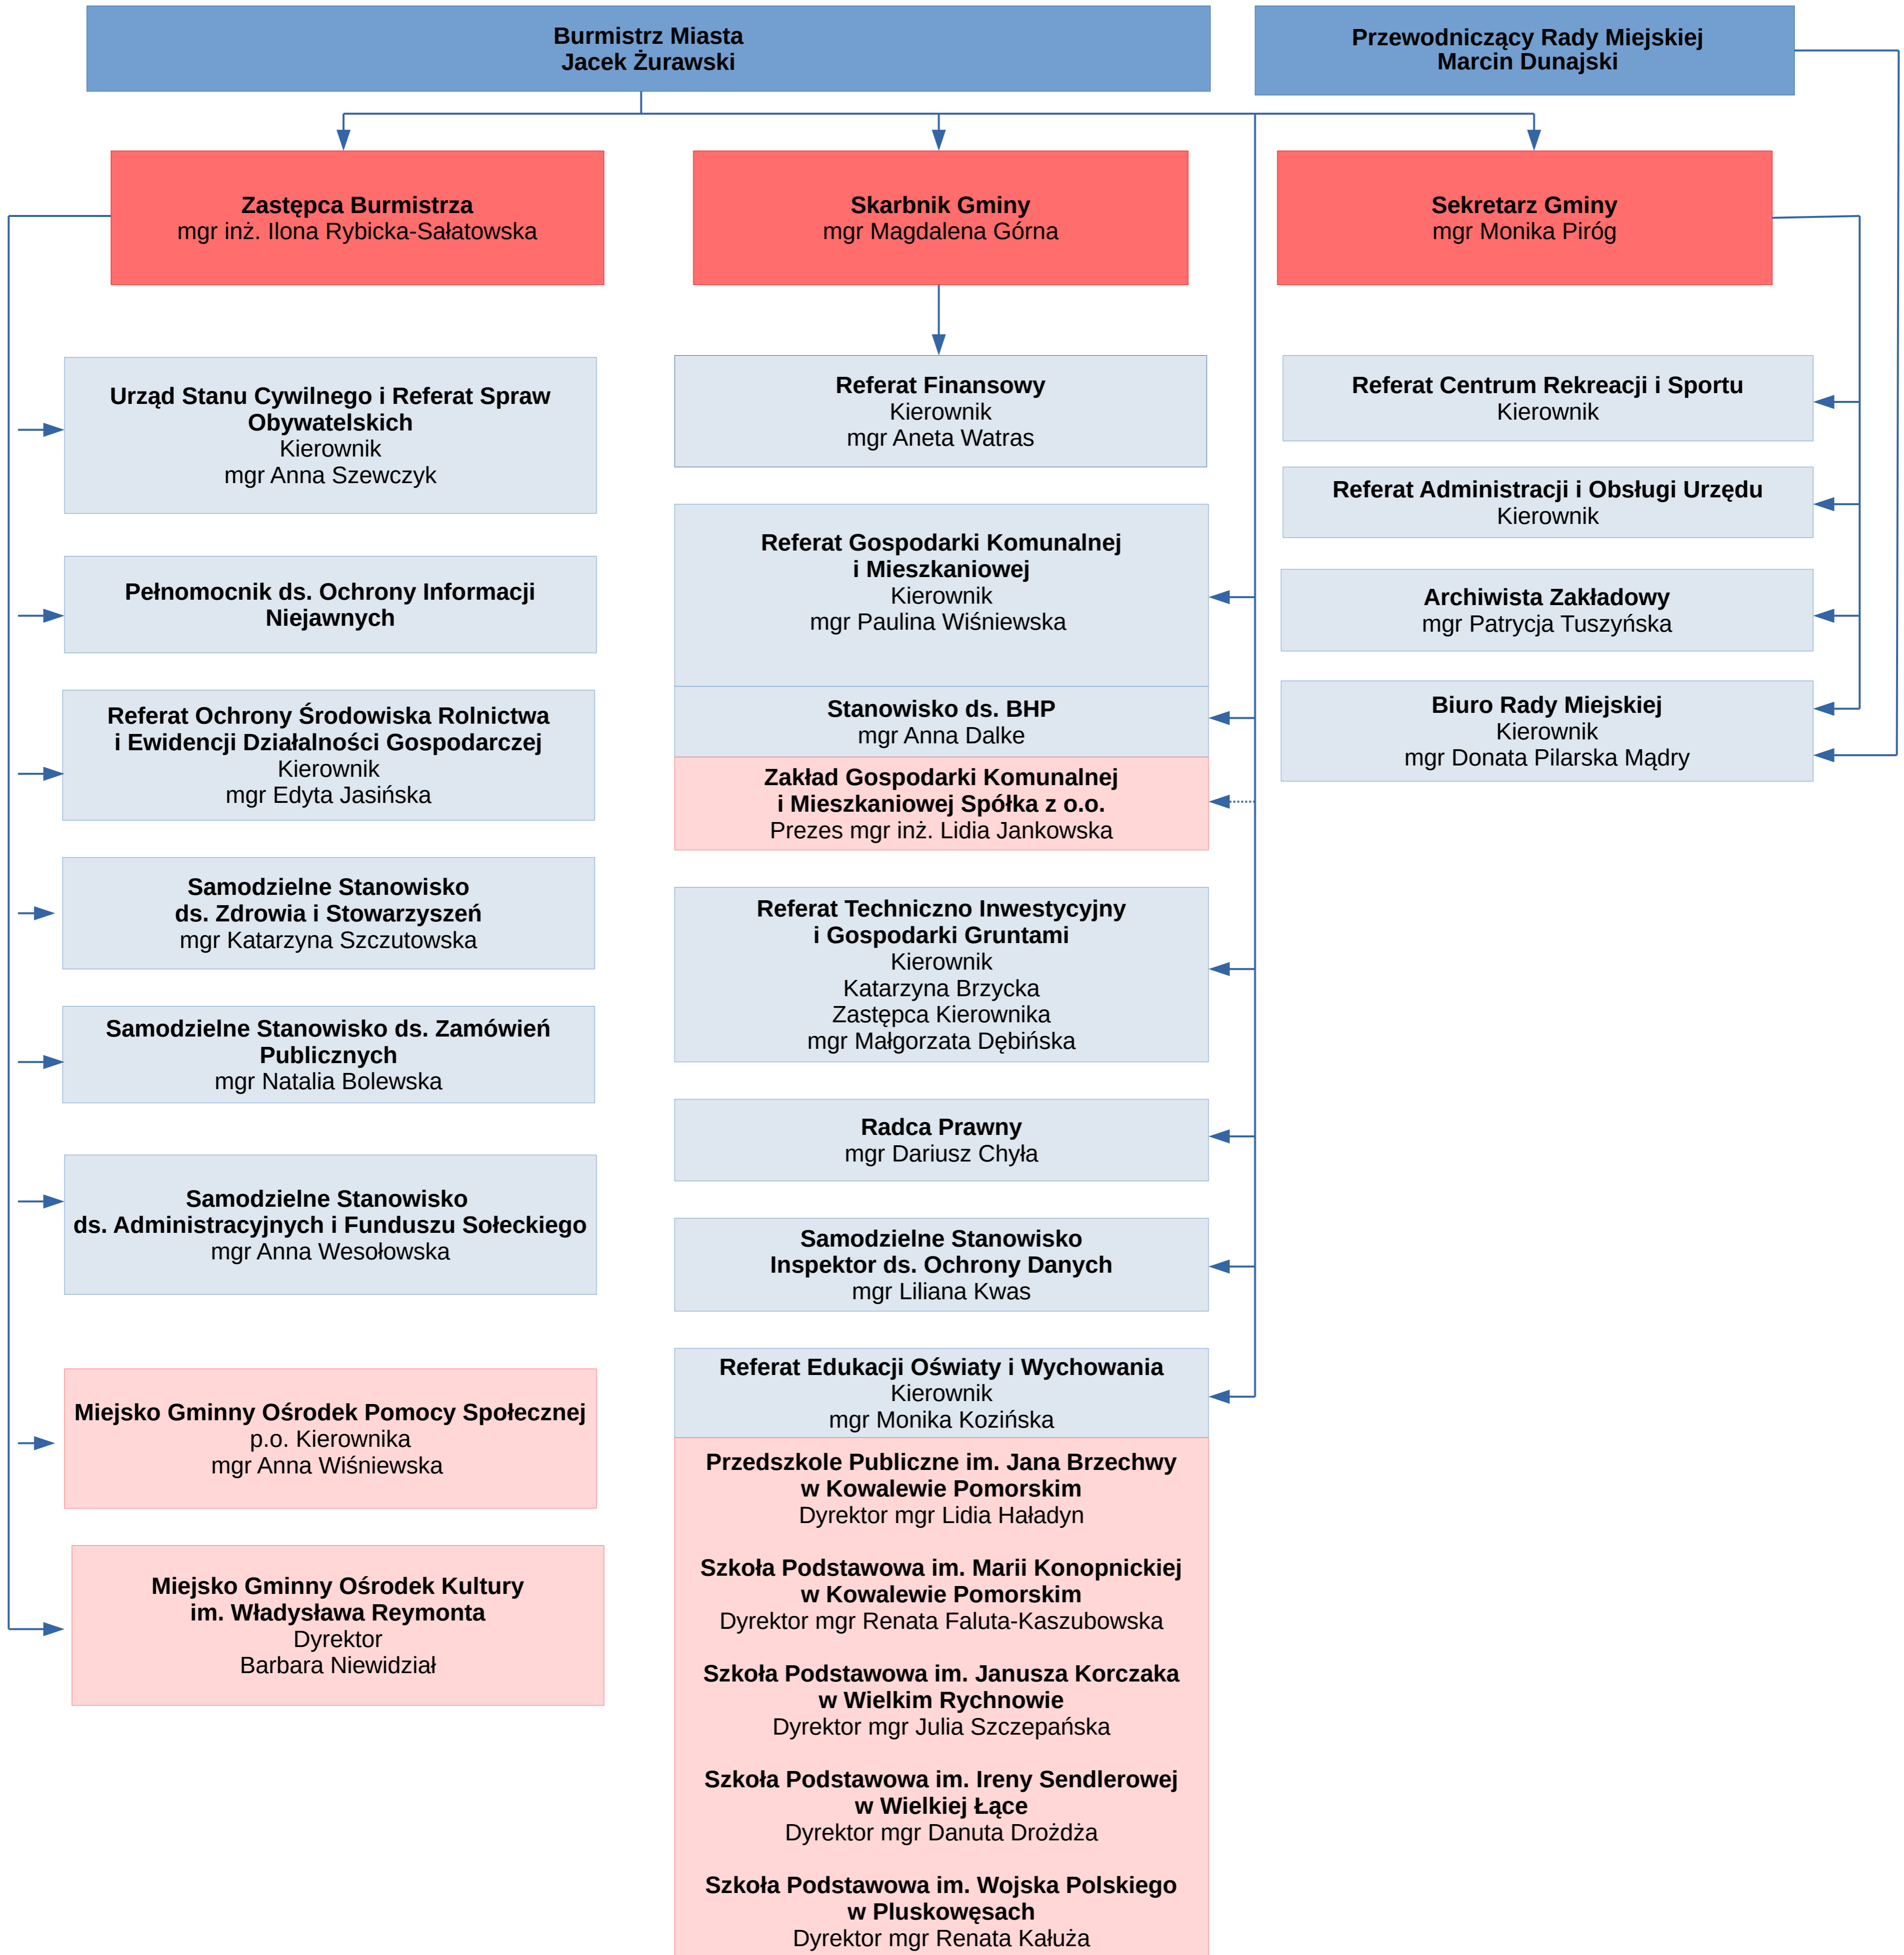 Burmistrz Miasta
Jacek Żurawski
Przewodniczący Rady Miejskiej
Marcin Dunajski
Zastępca Burmistrza
mgr inż. Ilona Rybicka-Sałatowska
Skarbnik Gminy
mgr Magdalena Górna
Sekretarz Gminy
mgr Monika Piróg
Urząd Stanu Cywilnego i Referat Spraw
Obywatelskich
Kierownik
mgr Anna Szewczyk
Pełnomocnik ds. Ochrony Informacji
Niejawnych
Referat Ochrony Środowiska Rolnictwa
i Ewidencji Działalności Gospodarczej
Kierownik
mgr Edyta Jasińska
Samodzielne Stanowisko
ds. Zdrowia i Stowarzyszeń
mgr Katarzyna Szczutowska
Samodzielne Stanowisko ds. Zamówień
Publicznych
mgr Natalia Bolewska
Samodzielne Stanowisko
ds. Administracyjnych i Funduszu Sołeckiego
mgr Anna Wesołowska
Miejsko Gminny Ośrodek Pomocy Społecznej
p.o. Kierownika
mgr Anna Wiśniewska
Miejsko Gminny Ośrodek Kultury
im. Władysława Reymonta
Dyrektor
Barbara Niewidział
Referat Finansowy
Kierownik
mgr Aneta Watras
Referat Gospodarki Komunalnej
i Mieszkaniowej
Kierownik
mgr Paulina Wiśniewska
Stanowisko ds. BHP
mgr Anna Dalke
Zakład Gospodarki Komunalnej
i Mieszkaniowej Spółka z o.o.
Prezes mgr inż. Lidia Jankowska
Referat Techniczno Inwestycyjny
i Gospodarki Gruntami
Kierownik
Katarzyna Brzycka
Zastępca Kierownika
mgr Małgorzata Dębińska
Radca Prawny
mgr Dariusz Chyła
Samodzielne Stanowisko
Inspektor ds. Ochrony Danych
mgr Liliana Kwas
Referat Edukacji Oświaty i Wychowania
Kierownik
mgr Monika Kozińska
Przedszkole Publiczne im. Jana Brzechwy
w Kowalewie Pomorskim
Dyrektor mgr Lidia Haładyn
Szkoła Podstawowa im. Marii Konopnickiej
w Kowalewie Pomorskim
Dyrektor mgr Renata Faluta-Kaszubowska
Szkoła Podstawowa im. Janusza Korczaka
w Wielkim Rychnowie
Dyrektor mgr Julia Szczepańska
Szkoła Podstawowa im. Ireny Sendlerowej
w Wielkiej Łące
Dyrektor mgr Danuta Drożdża
Szkoła Podstawowa im. Wojska Polskiego
w Pluskowęsach
Dyrektor mgr Renata Kałuża
Referat Centrum Rekreacji i Sportu
Kierownik
Referat Administracji i Obsługi Urzędu
Kierownik
Archiwista Zakładowy
mgr Patrycja Tuszyńska
Biuro Rady Miejskiej
Kierownik
mgr Donata Pilarska Mądry